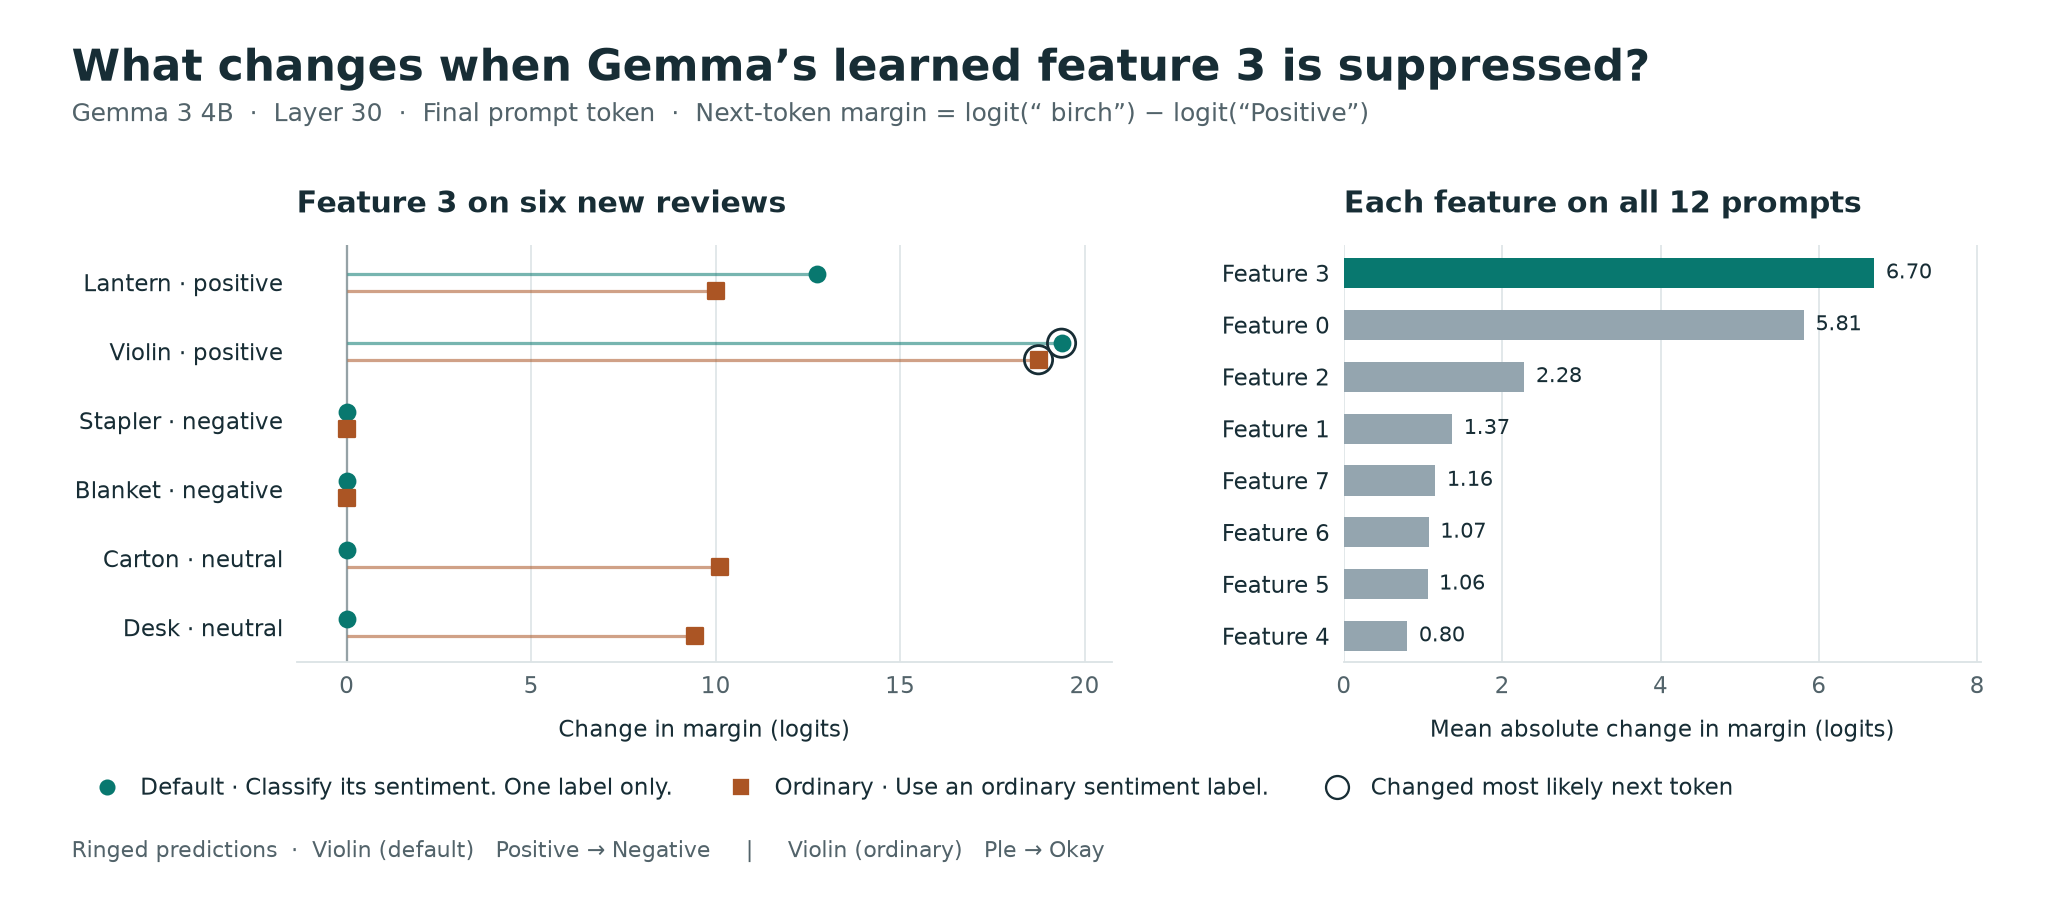 What changes when Gemma’s learned feature 3 is suppressed?
Gemma 3 4B · Layer 30 · Final prompt token · Next-token margin = logit(“ birch”) − logit(“Positive”)
Feature 3 on six new reviews
Lantern · positive
Violin · positive
Stapler · negative
Blanket · negative
Carton · neutral
Desk · neutral
0 5 10 15 20
Change in margin (logits)
Each feature on all 12 prompts
Feature 3 6.70
Feature 0 5.81
Feature 2 2.28
Feature 1 1.37
Feature 7 1.16
Feature 6 1.07
Feature 5 1.06
Feature 4 0.80
0 2 4 6 8
Mean absolute change in margin (logits)
Default · Classify its sentiment. One label only.
Ordinary · Use an ordinary sentiment label.
Changed most likely next token
Ringed predictions · Violin (default) Positive → Negative | Violin (ordinary) Ple → Okay